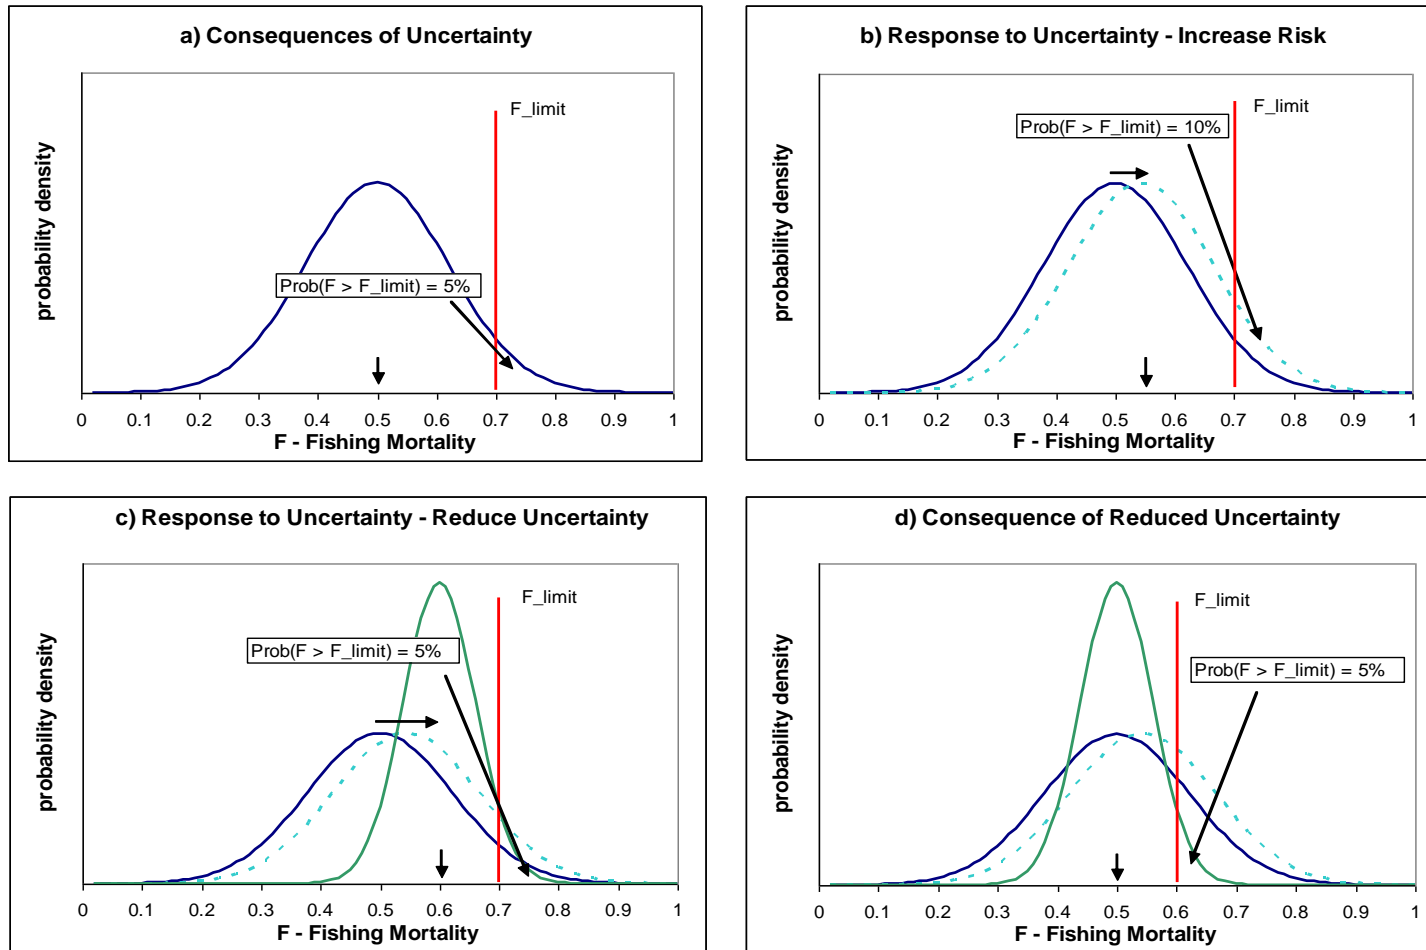 a) Consequences of Uncertainty
F_limit
Prob(F > F_limit) = 5%
probability density
0 0.1 0.2 0.3 0.4 0.5 0.6 0.7 0.8 0.9 1
F - Fishing Mortality
b) Response to Uncertainty - Increase Risk
F_limit
Prob(F > F_limit) = 10%
probability density
0 0.1 0.2 0.3 0.4 0.5 0.6 0.7 0.8 0.9 1
F - Fishing Mortality
c) Response to Uncertainty - Reduce Uncertainty
F_limit
Prob(F > F_limit) = 5%
probability density
0 0.1 0.2 0.3 0.4 0.5 0.6 0.7 0.8 0.9 1
F - Fishing Mortality
d) Consequence of Reduced Uncertainty
F_limit
Prob(F > F_limit) = 5%
probability density
0 0.1 0.2 0.3 0.4 0.5 0.6 0.7 0.8 0.9 1
F - Fishing Mortality